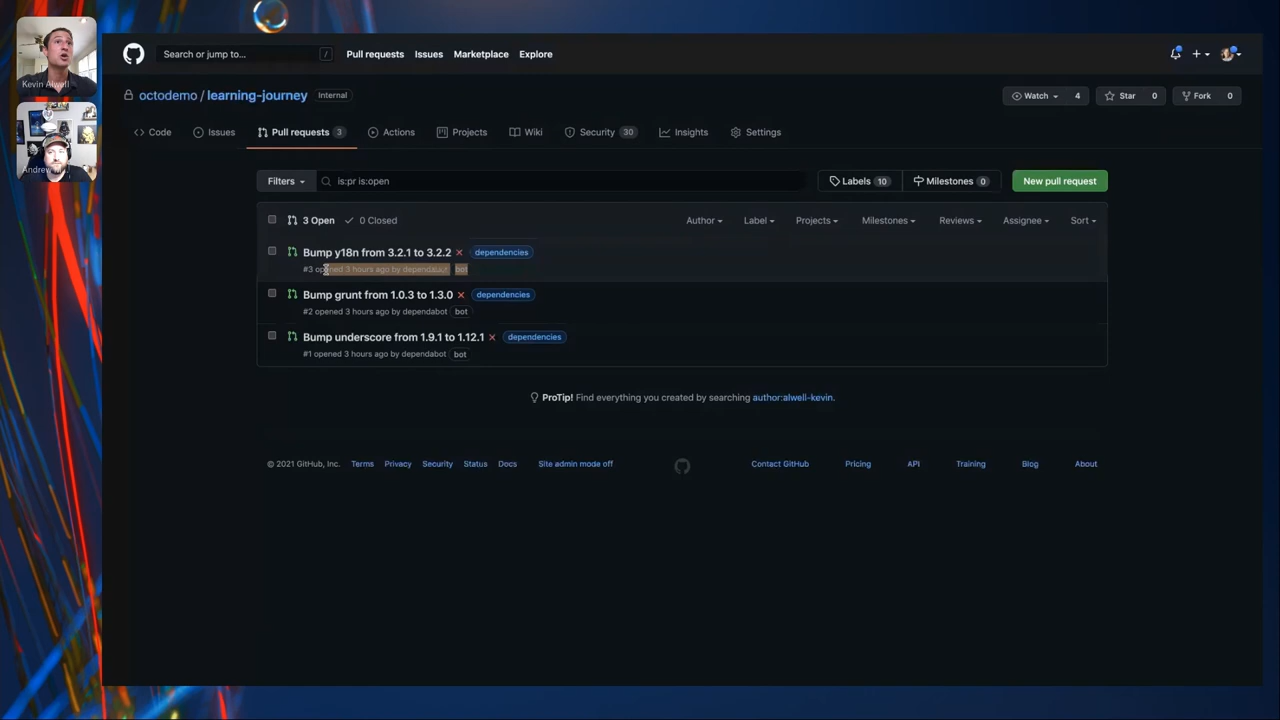 Kevin Alwell
Andrew
Search or jump to... /
Pull requests Issues Marketplace Explore
octodemo / learning-journey Internal
Watch 4 Star 0 Fork 0
Code Issues Pull requests 3 Actions Projects Wiki Security 30 Insights Settings
Filters is:pr is:open Labels 10 Milestones 0 New pull request
3 Open 0 Closed Author Label Projects Milestones Reviews Assignee Sort
Bump y18n from 3.2.1 to 3.2.2 dependencies
#3 opened 3 hours ago by dependabot bot
Bump grunt from 1.0.3 to 1.3.0 dependencies
#2 opened 3 hours ago by dependabot bot
Bump underscore from 1.9.1 to 1.12.1 dependencies
#1 opened 3 hours ago by dependabot bot
ProTip! Find everything you created by searching author:alwell-kevin.
© 2021 GitHub, Inc. Terms Privacy Security Status Docs Site admin mode off Contact GitHub Pricing API Training Blog About